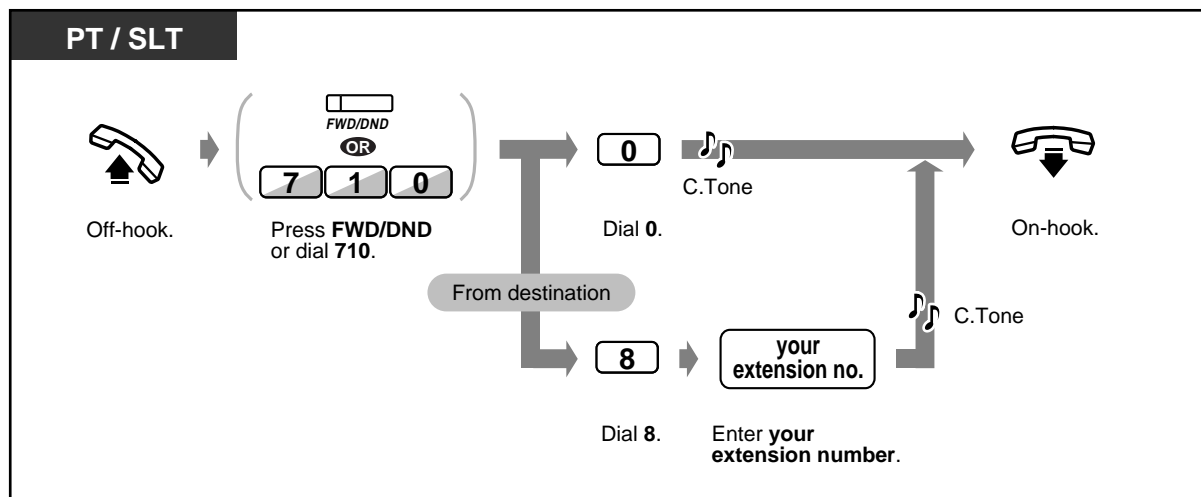 PT / SLT
FWD/DND
OR
7 1 0
0
C.Tone
Off-hook.
Press FWD/DND
or dial 710.
Dial 0.
On-hook.
From destination
C.Tone
8
your
extension no.
Dial 8.
Enter your
extension number.